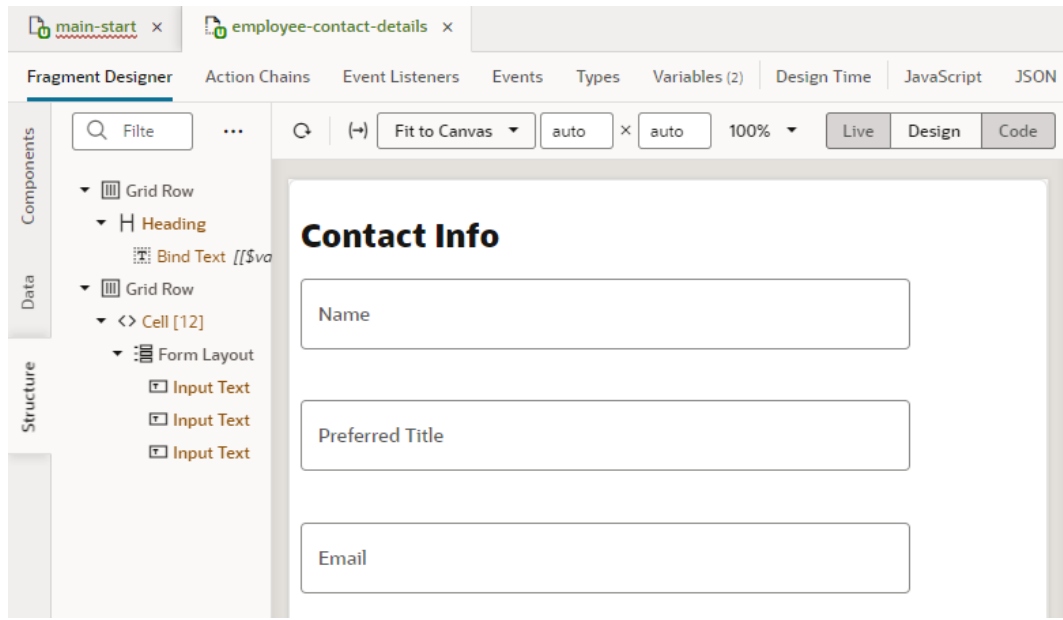 main-start × employee-contact-details ×
Fragment Designer Action Chains Event Listeners Events Types Variables (2) Design Time JavaScript JSON
Filte ... Fit to Canvas auto × auto 100% Live Design Code
Components
Data
Structure
Grid Row
Heading
Bind Text [[$va
Grid Row
<> Cell [12]
Form Layout
Input Text
Input Text
Input Text
Contact Info
Name
Preferred Title
Email